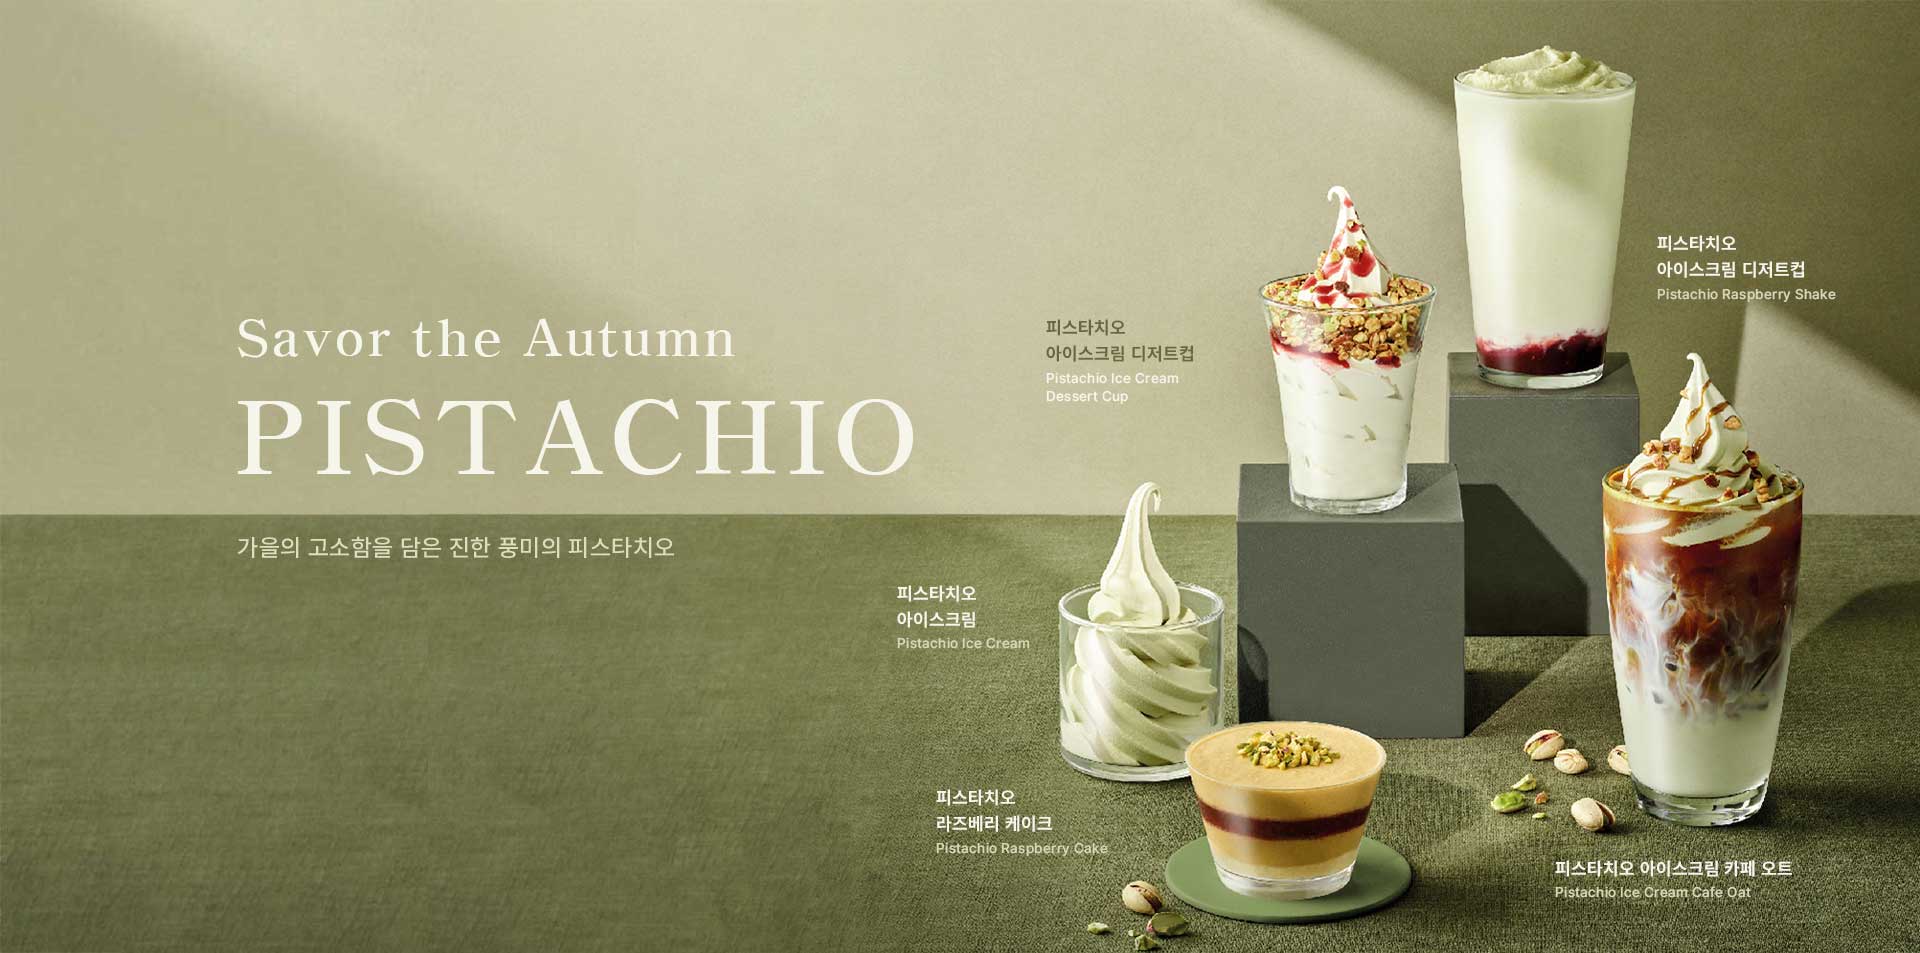 Savor the Autumn
PISTACHIO
가을의 고소함을 담은 진한 풍미의 피스타치오
피스타치오
아이스크림 디저트컵
Pistachio Raspberry Shake
피스타치오
아이스크림 디저트컵
Pistachio Ice Cream
Dessert Cup
피스타치오
아이스크림
Pistachio Ice Cream
피스타치오
라즈베리 케이크
Pistachio Raspberry Cake
피스타치오 아이스크림 카페 오트
Pistachio Ice Cream Cafe Oat